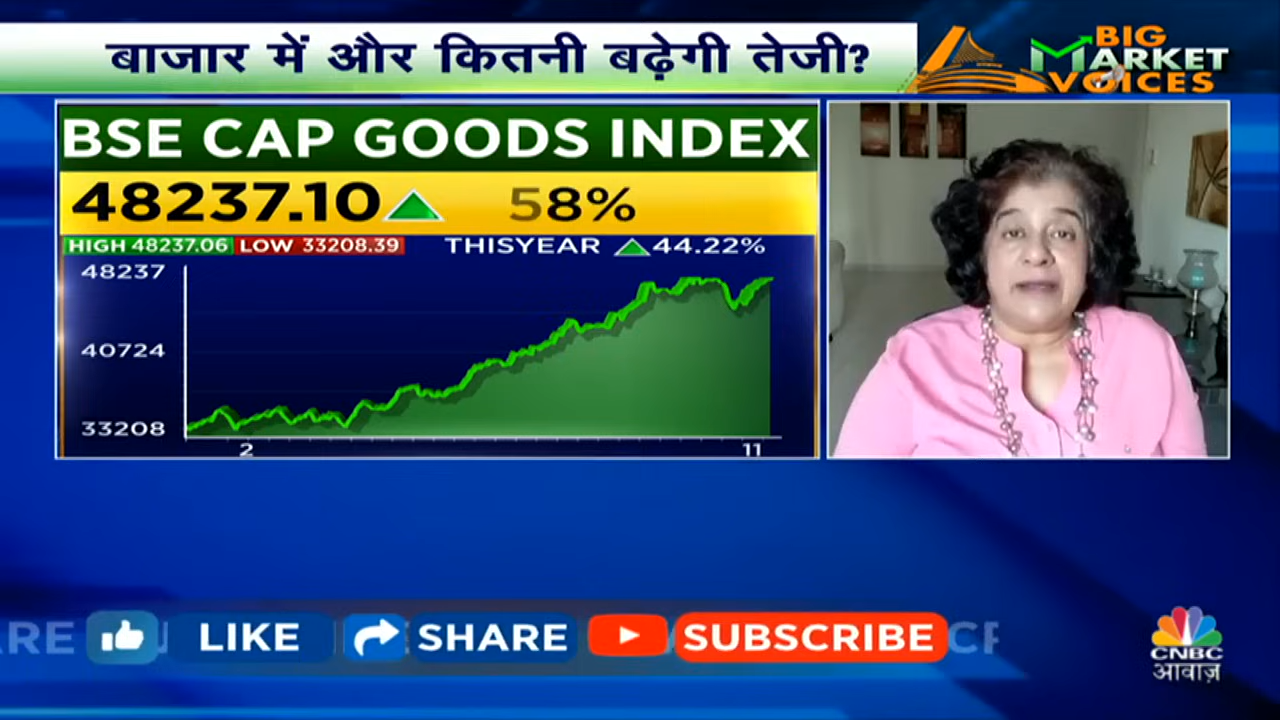 बाजार में और कितनी बढ़ेगी तेजी?
BIG
MARKET
VOICES
BSE CAP GOODS INDEX
48237.10 58%
HIGH 48237.06 LOW 33208.39 THISYEAR 44.22%
48237
40724
33208
2 11
LIKE SHARE SUBSCRIBE
CNBC
आवाज़